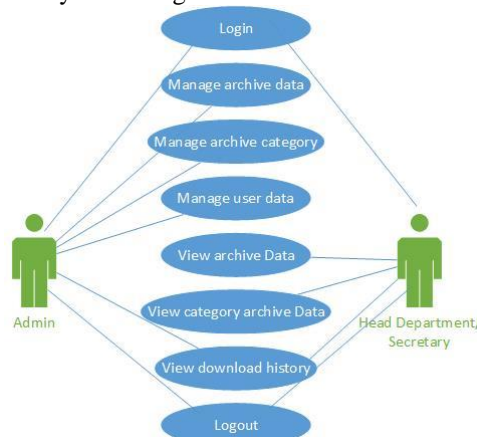 Login
Manage archive data
Manage archive category
Manage user data
View archive Data
View category archive Data
Admin
Head Department,
Secretary
View download history
Logout